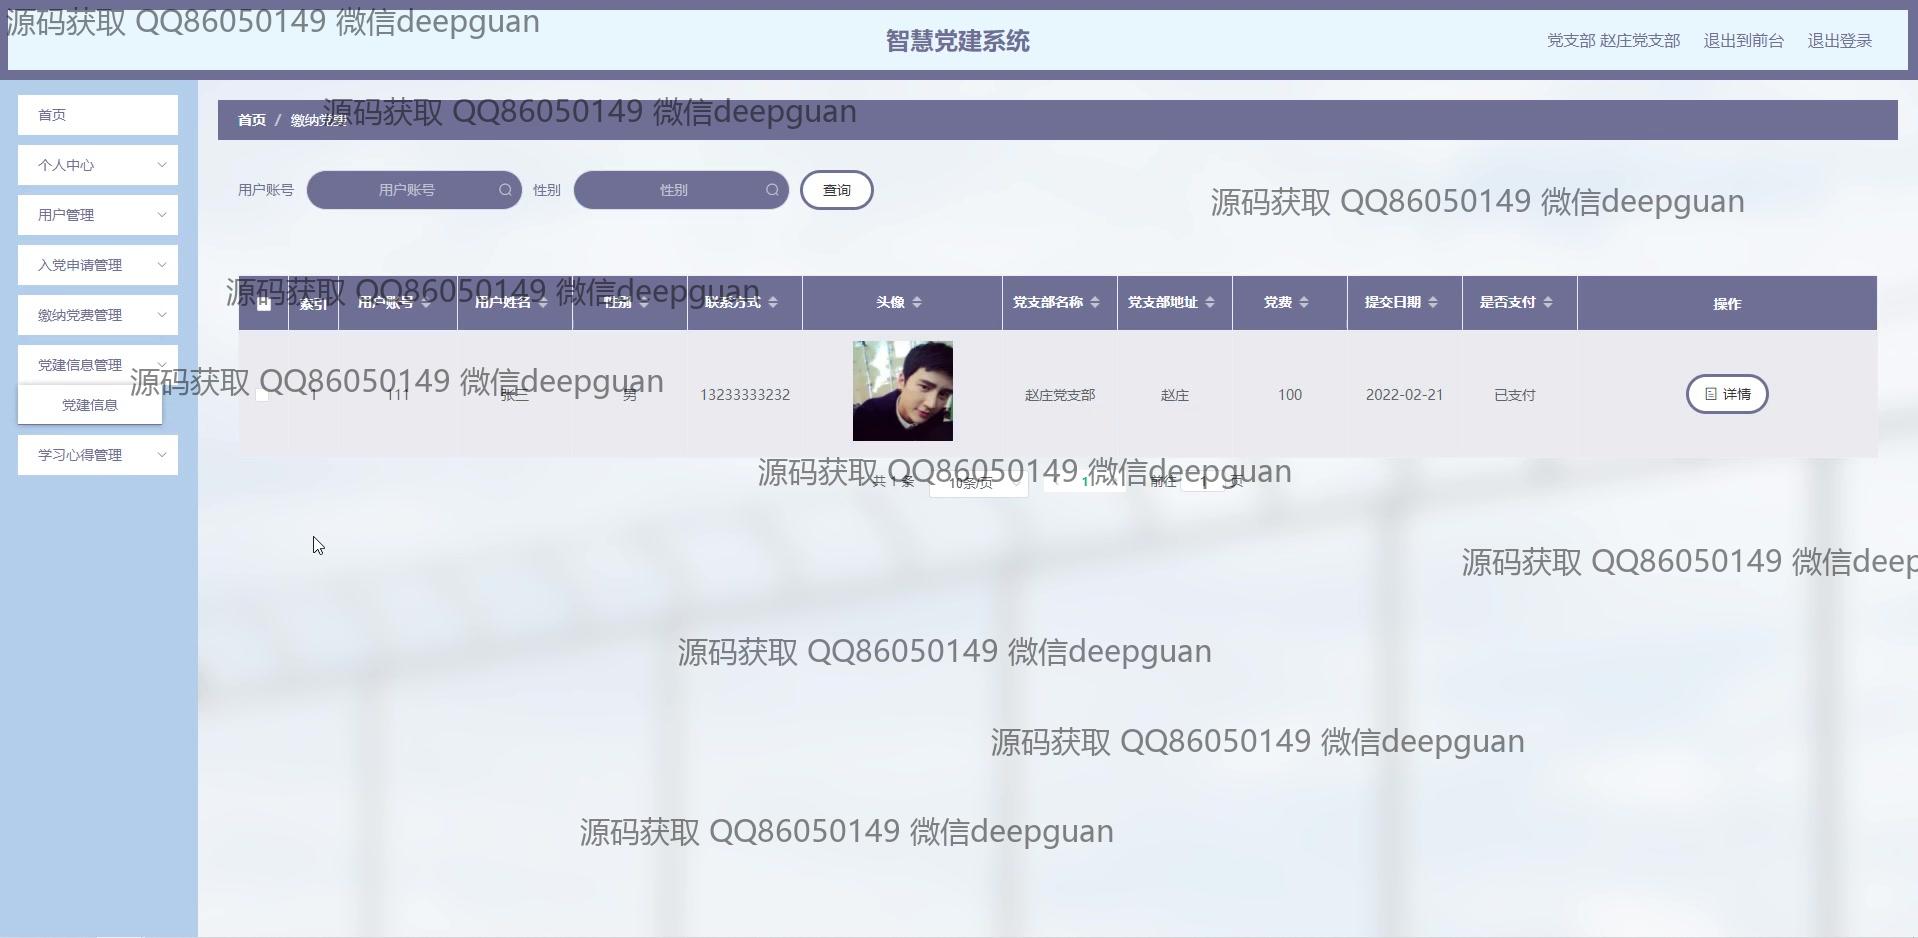 源码获取 QQ86050149 微信deepguan
智慧党建系统
党支部 赵庄党支部 退出到前台 退出登录
首页
个人中心
用户管理
入党申请管理
缴纳党费管理
党建信息管理
党建信息
学习心得管理
源码获取 QQ86050149 微信deepguan
首页 / 缴纳党费
用户账号 用户账号 性别 性别 查询
源码获取 QQ86050149 微信deepguan
源码获取 QQ86050149 微信deepguan
索引 用户账号 用户姓名 性别 联系方式 头像 党支部名称 党支部地址 党费 提交日期 是否支付 操作
源码获取 QQ86050149 微信deepguan
1 111 张三 男 13233333232 赵庄党支部 赵庄 100 2022-02-21 已支付 详情
源码获取 QQ86050149 微信deepguan
共 1 条 10条/页 1 前往 1 页
源码获取 QQ86050149 微信deep
源码获取 QQ86050149 微信deepguan
源码获取 QQ86050149 微信deepguan
源码获取 QQ86050149 微信deepguan